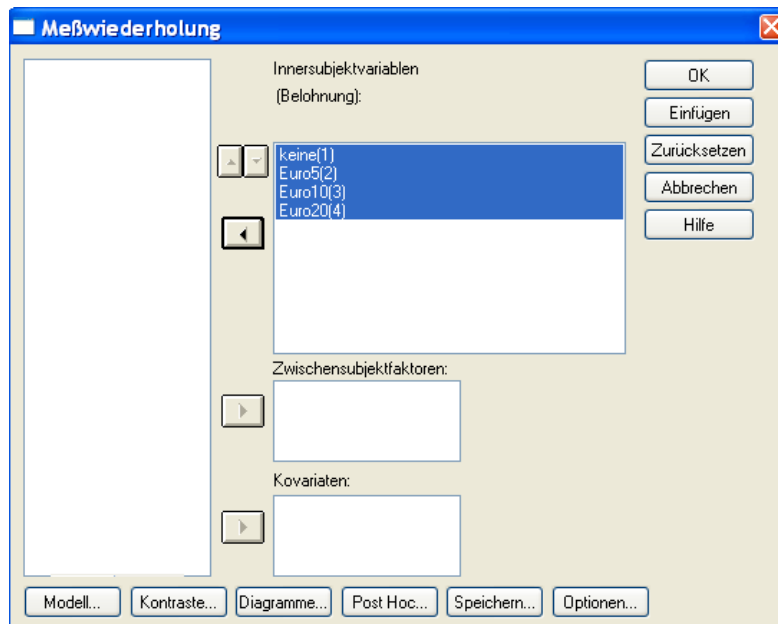 Meßwiederholung
Innersubjektvariablen
(Belohnung):
keine(1)
Euro5(2)
Euro10(3)
Euro20(4)
Zwischensubjektfaktoren:
Kovariaten:
OK
Einfügen
Zurücksetzen
Abbrechen
Hilfe
Modell... Kontraste... Diagramme... Post Hoc... Speichern... Optionen...